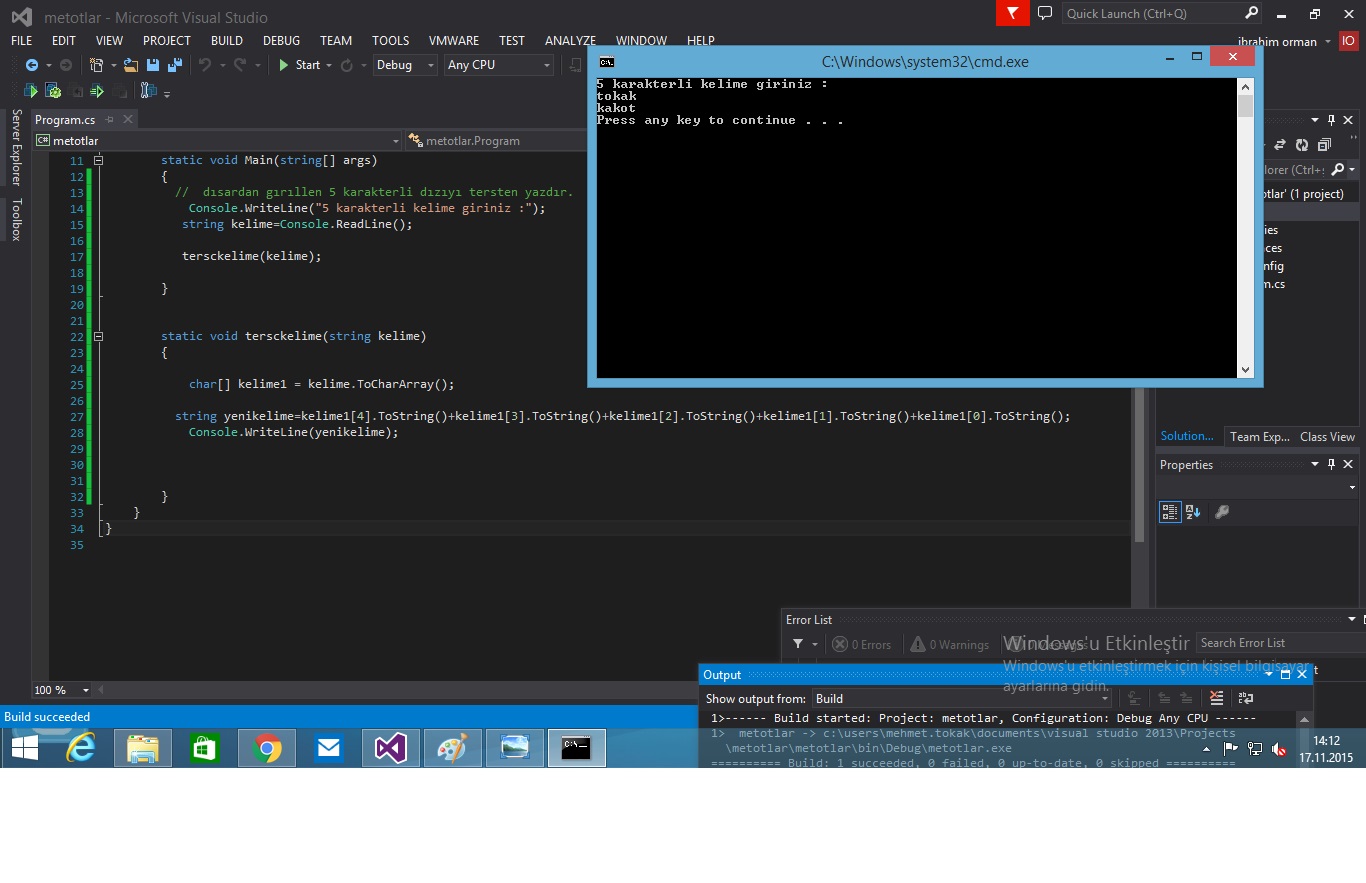 metotlar - Microsoft Visual Studio
Quick Launch (Ctrl+Q)
FILE EDIT VIEW PROJECT BUILD DEBUG TEAM TOOLS VMWARE TEST ANALYZE WINDOW HELP
ibrahim orman IO
Start Debug Any CPU
C:\Windows\system32\cmd.exe
5 karakterli kelime giriniz :
tokak
kakot
Press any key to continue . . .
Server Explorer
Toolbox
Program.cs
metotlar metotlar.Program
11 static void Main(string[] args)
12 {
13 // dısardan gırıllen 5 karakterli dızıyı tersten yazdır.
14 Console.WriteLine("5 karakterli kelime giriniz :");
15 string kelime=Console.ReadLine();
16
17 tersckelime(kelime);
18
19 }
20
21
22 static void tersckelime(string kelime)
23 {
24
25 char[] kelime1 = kelime.ToCharArray();
26
27 string yenikelime=kelime1[4].ToString()+kelime1[3].ToString()+kelime1[2].ToString()+kelime1[1].ToString()+kelime1[0].ToString();
28 Console.WriteLine(yenikelime);
29
30
31
32 }
33 }
34 }
35
lorer (Ctrl+;
otlar' (1 project)
ies
ces
nfig
m.cs
Solution... Team Exp... Class View
Properties
Error List
0 Errors 0 Warnings
Search Error List
Windows'u Etkinleştir
Windows'u etkinleştirmek için kişisel bilgisayar
ayarlarına gidin.
100 %
Output
Show output from: Build
1>------ Build started: Project: metotlar, Configuration: Debug Any CPU ------
1> metotlar -> c:\users\mehmet.tokak\documents\visual studio 2013\Projects
\metotlar\metotlar\bin\Debug\metotlar.exe
========== Build: 1 succeeded, 0 failed, 0 up-to-date, 0 skipped ==========
Build succeeded
14:12
17.11.2015